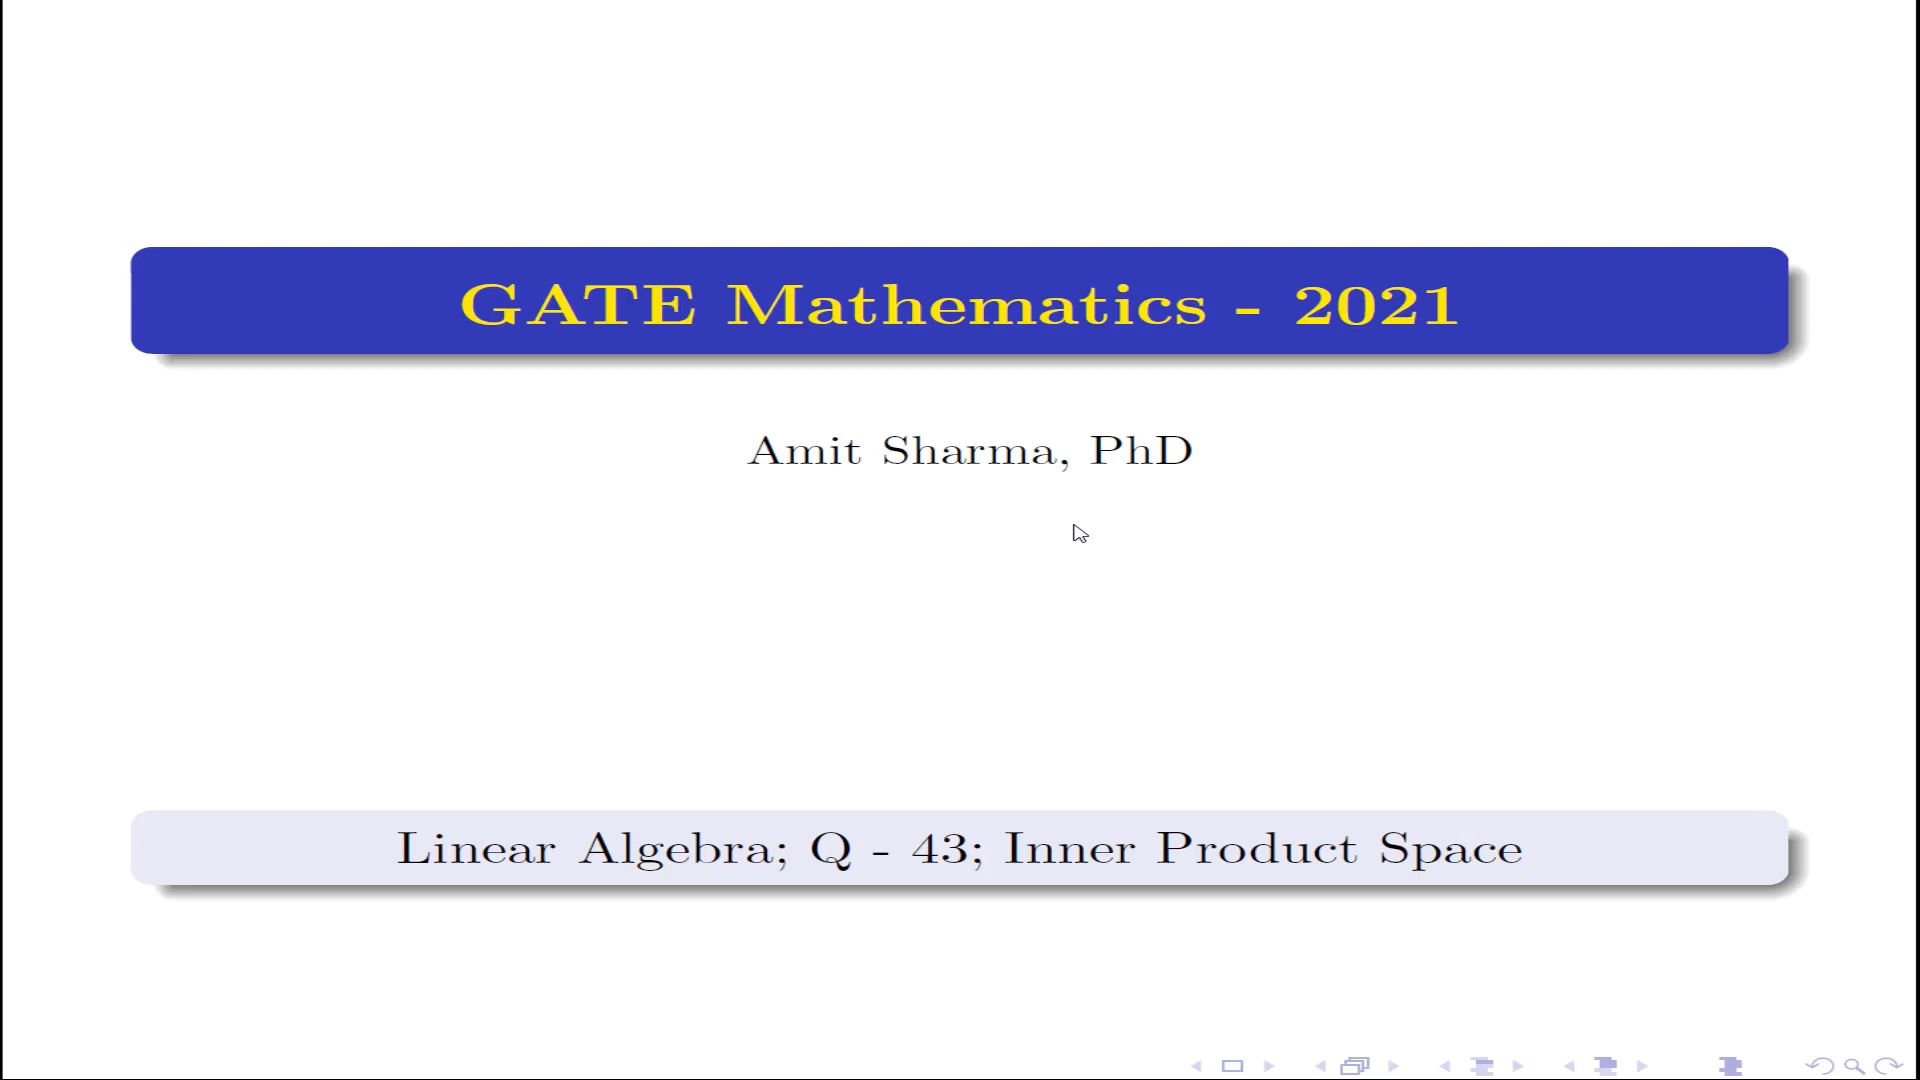 GATE Mathematics - 2021
Amit Sharma, PhD
Linear Algebra; Q - 43; Inner Product Space